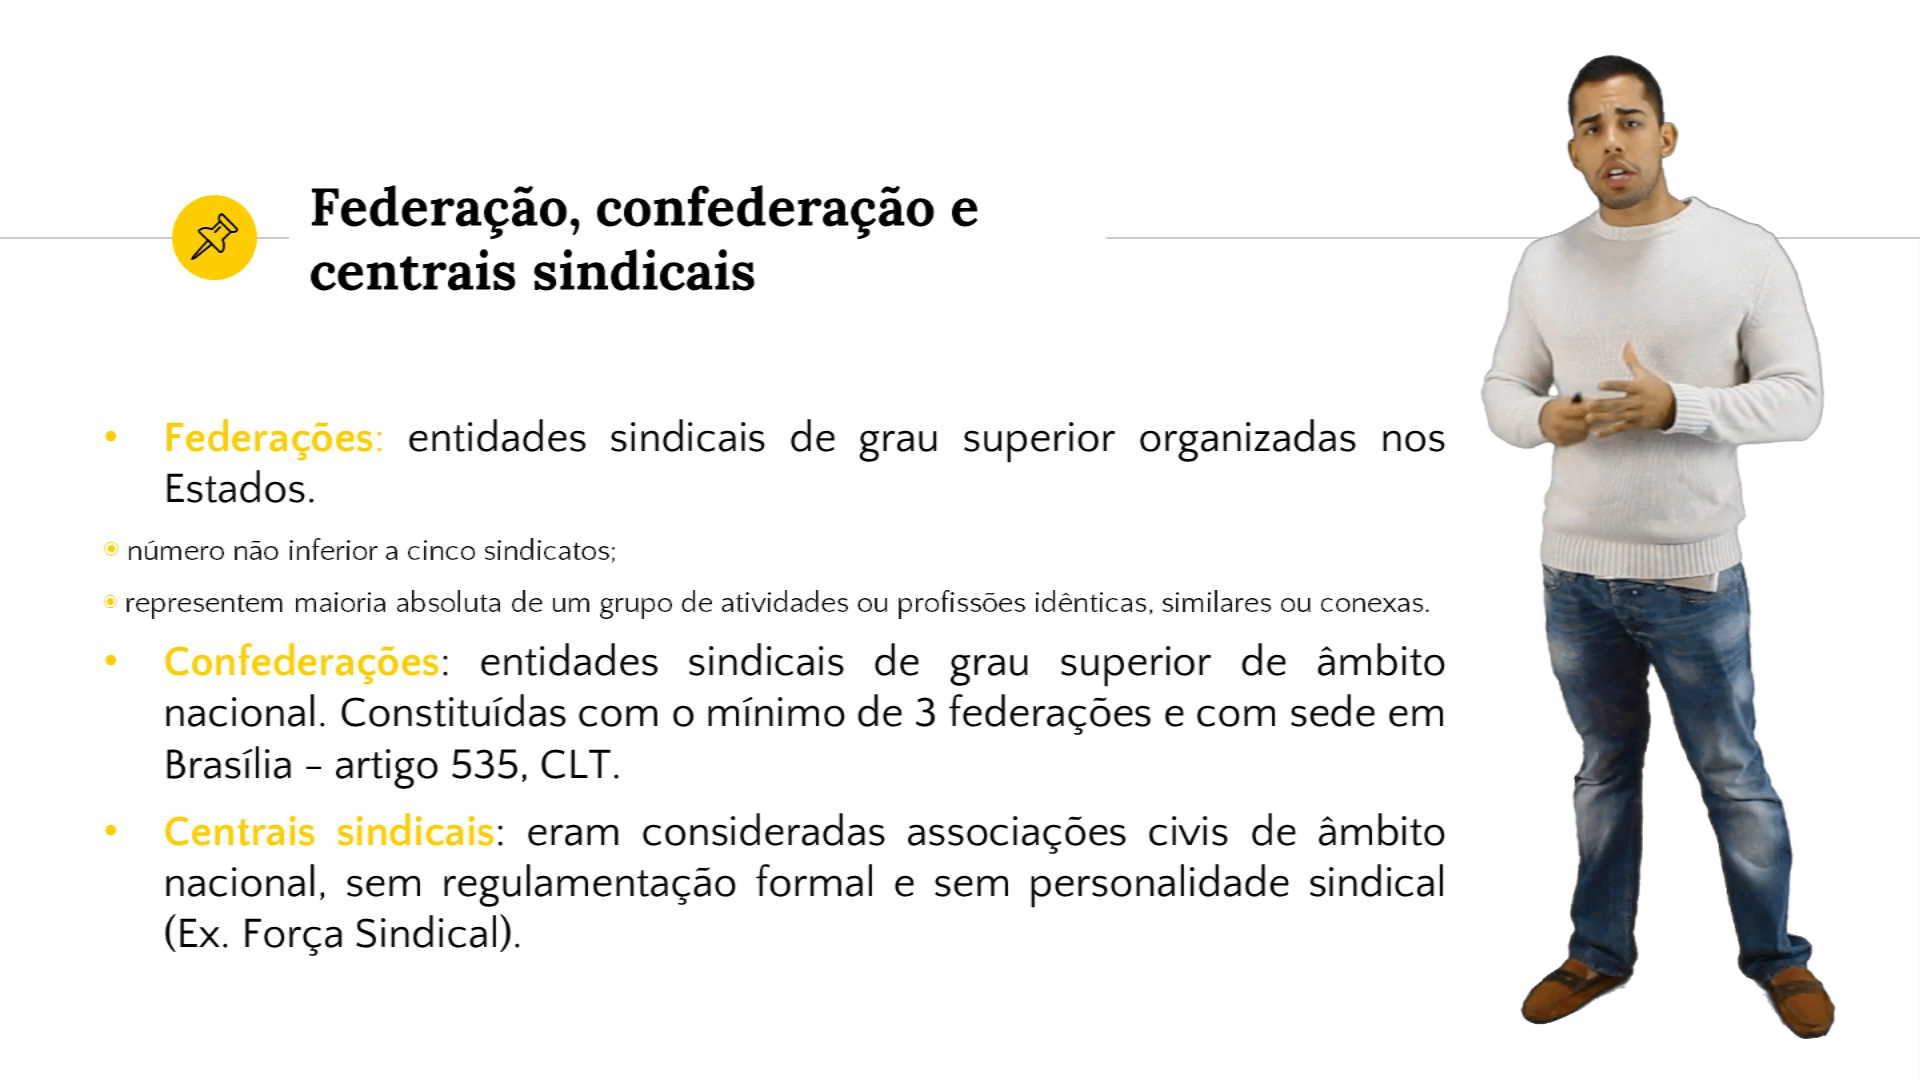 Federação, confederação e
centrais sindicais
• Federações: entidades sindicais de grau superior organizadas nos
Estados.
número não inferior a cinco sindicatos;
representem maioria absoluta de um grupo de atividades ou profissões idênticas, similares ou conexas.
• Confederações: entidades sindicais de grau superior de âmbito
nacional. Constituídas com o mínimo de 3 federações e com sede em
Brasília – artigo 535, CLT.
• Centrais sindicais: eram consideradas associações civis de âmbito
nacional, sem regulamentação formal e sem personalidade sindical
(Ex. Força Sindical).